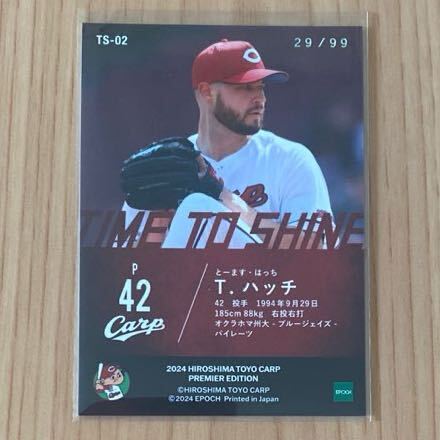 TS-02
29/99
TIME TO SHINE
P
42
Carp
とーます・はっち
T. ハッチ
42 投手 1994年9月29日
185cm 88kg 右投右打
オクラホマ州大 - ブルージェイズ -
パイレーツ
2024 HIROSHIMA TOYO CARP
PREMIER EDITION
©HIROSHIMA TOYO CARP
©2024 EPOCH Printed in Japan
EPOCH